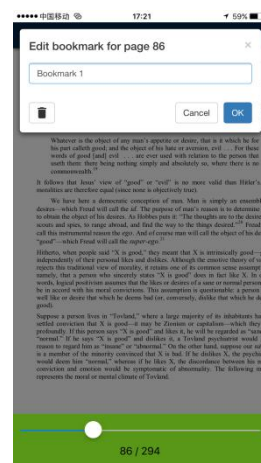 中国移动 17:21 59%
Edit bookmark for page 86 ×
Bookmark 1
Cancel OK
Whatever is the object of any man's appetite or desire, that is it which he for
his part calleth good; and the object of his hate or aversion, evil . . . For these
words of good [and] evil . . . are ever used with relation to the person that
useth them: there being nothing simply and absolutely so, where there is no
commonwealth.
It follows that Jesus' view of "good" or "evil" is no more valid than Hitler's
moralities are therefore equal (since none is objectively true).
We have here a democratic conception of man. Man is simply an ensembl
desires—which Freud will call the id. The purpose of man's reason is to determine
to obtain the object of his desires. As Hobbes puts it: "The thoughts are to the desire
scouts and spies, to range abroad, and find the way to the things desired." Freud
call this instrumental reason the ego. And of course man will call the object of his de
"good"—which Freud will call the super-ego.
Hitherto, when people said "X is good," they meant that X is intrinsically good—
independently of their personal likes and dislikes. Although the emotive theory of v
rejects this traditional view of morality, it retains one of its common sense assumpt
namely, that a person who sincerely states "X is good" does in fact like X. In
words, logical positivism assumes that the likes or desires of a sane or normal person
be in accord with his moral convictions. This assumption is questionable: a person
well like or desire that which he deems bad (or, conversely, dislike that which he de
good).
Suppose a person lives in "Tovland," where a large majority of its inhabitants ha
settled conviction that X is good—it may be Zionism or capitalism—which they
profoundly. If this person says "X is good" and likes it, he will be regarded as "sane
"normal." If he says "X is good" and dislikes it, a Tovland psychiatrist would
reason to regard him as "insane" or "abnormal." On the other hand, suppose our sub
is a member of the minority convinced that X is bad. If he dislikes X, the psych
would deem him "normal," whereas if he likes X, the discordance between his
conviction and emotion would be symptomatic of abnormality. The following
represents the moral or mental climate of Tovland.
86 / 294